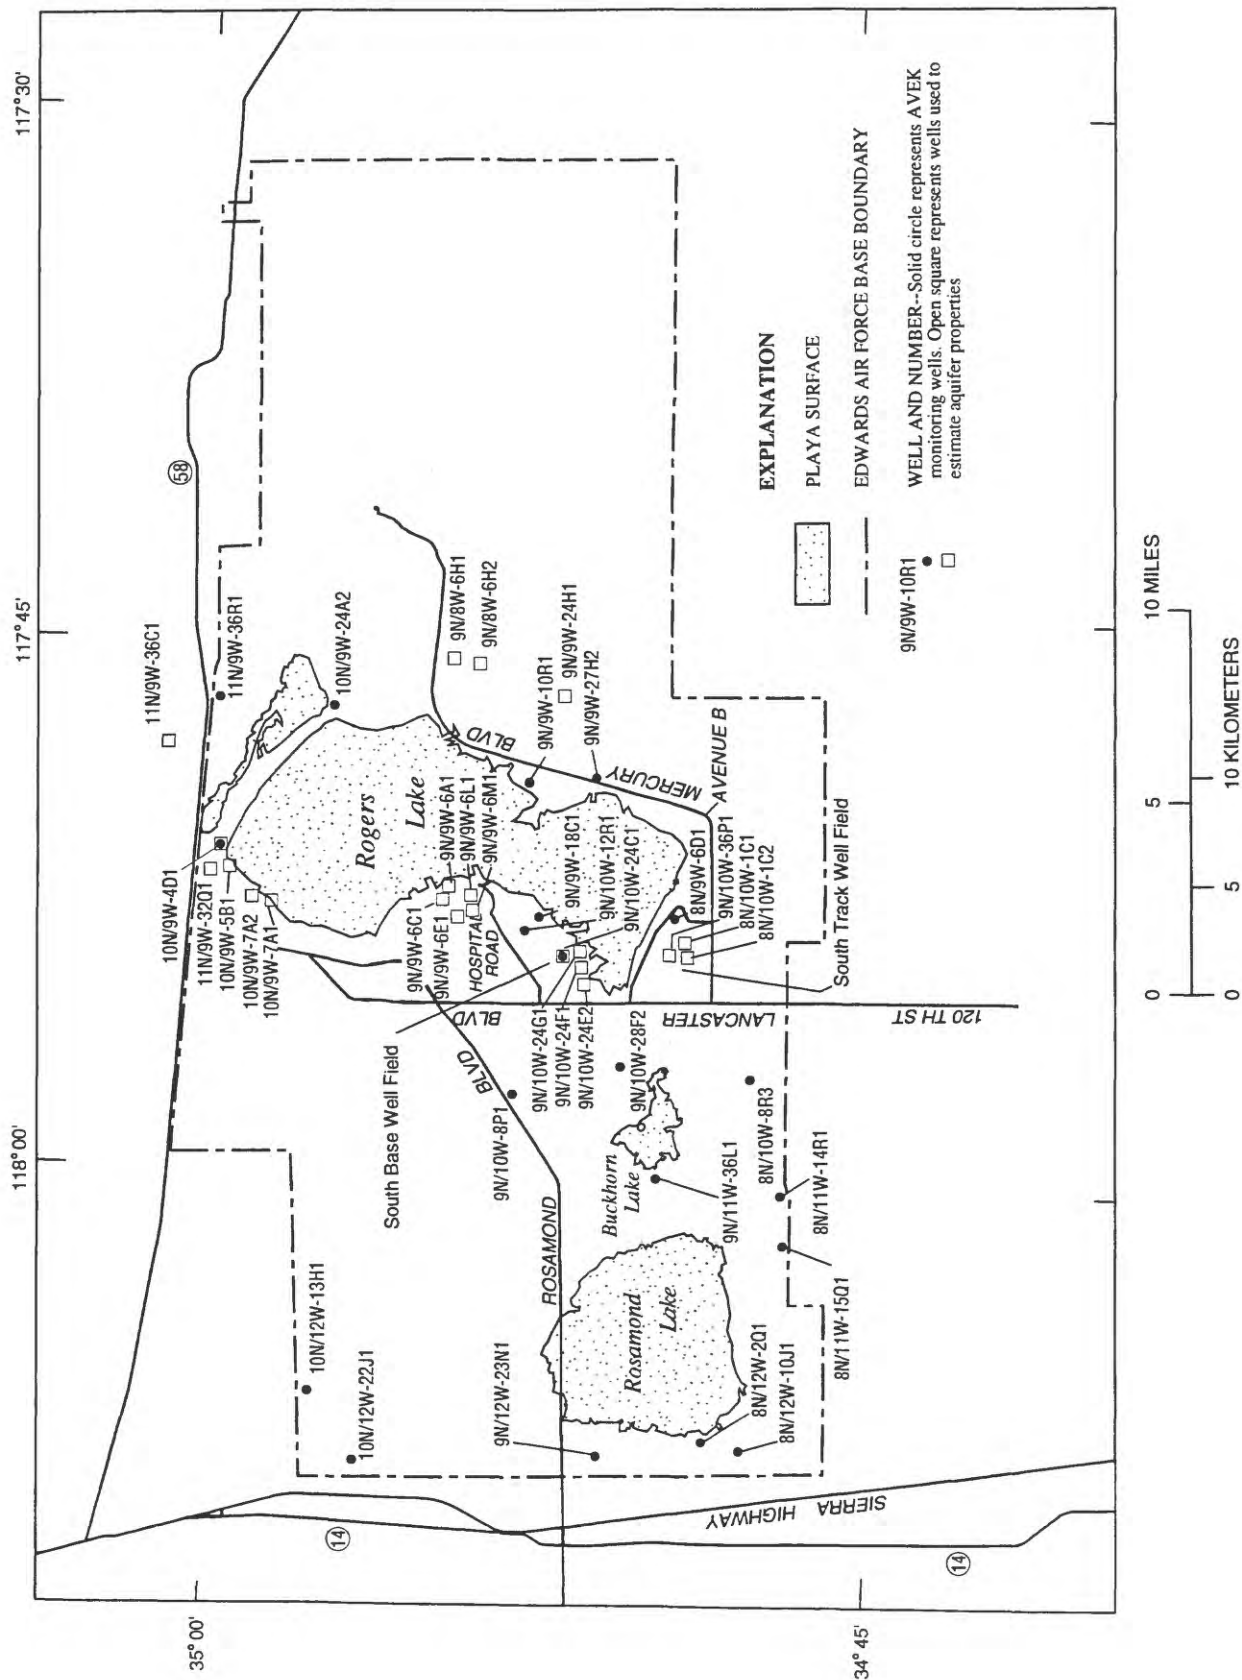 117° 30'
117° 45'
118° 00'
35° 00'
34° 45'
58
14
14
11N/9W-36C1
11N/9W-36R1
10N/9W-24A2
10N/9W-4D1
11N/9W-32Q1
10N/9W-5B1
10N/9W-7A2
10N/9W-7A1
Rogers
Lake
9N/8W-6H1
9N/8W-6H2
9N/9W-24H1
9N/9W-10R1
9N/9W-27H2
MERCURY
BLVD
AVENUE B
9N/9W-6A1
9N/9W-6L1
9N/9W-6M1
9N/9W-6C1
9N/9W-6E1
HOSPITAL
ROAD
9N/9W-18C1
9N/10W-12R1
9N/10W-24C1
8N/9W-6D1
9N/10W-36P1
8N/10W-1C1
8N/10W-1C2
South Track Well Field
South Base Well Field
9N/10W-24G1
9N/10W-24F1
9N/10W-24E2
9N/10W-28F2
LANCASTER
BLVD
120 TH ST
ROSAMOND
BLVD
9N/10W-8P1
Buckhorn
Lake
9N/11W-36L1
8N/10W-8R3
8N/11W-14R1
8N/11W-15Q1
10N/12W-13H1
10N/12W-22J1
9N/12W-23N1
Rosamond
Lake
8N/12W-2Q1
8N/12W-10J1
SIERRA
HIGHWAY
EXPLANATION
PLAYA SURFACE
EDWARDS AIR FORCE BASE BOUNDARY
WELL AND NUMBER--Solid circle represents AVEK
monitoring wells. Open square represents wells used to
estimate aquifer properties
9N/9W-10R1
0 5 10 MILES
0 5 10 KILOMETERS